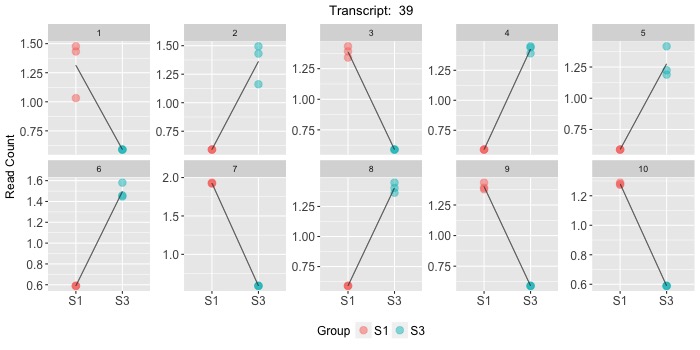 Transcript: 39
Read Count
1 2 3 4 5
1.50 1.25 1.00 0.75
1.50 1.25 1.00 0.75
1.25 1.00 0.75
1.25 1.00 0.75
1.25 1.00 0.75
6 7 8 9 10
1.6 1.4 1.2 1.0 0.8 0.6
2.0 1.5 1.0
1.25 1.00 0.75
1.25 1.00 0.75
1.2 1.0 0.8 0.6
S1 S3 S1 S3 S1 S3 S1 S3 S1 S3
Group S1 S3